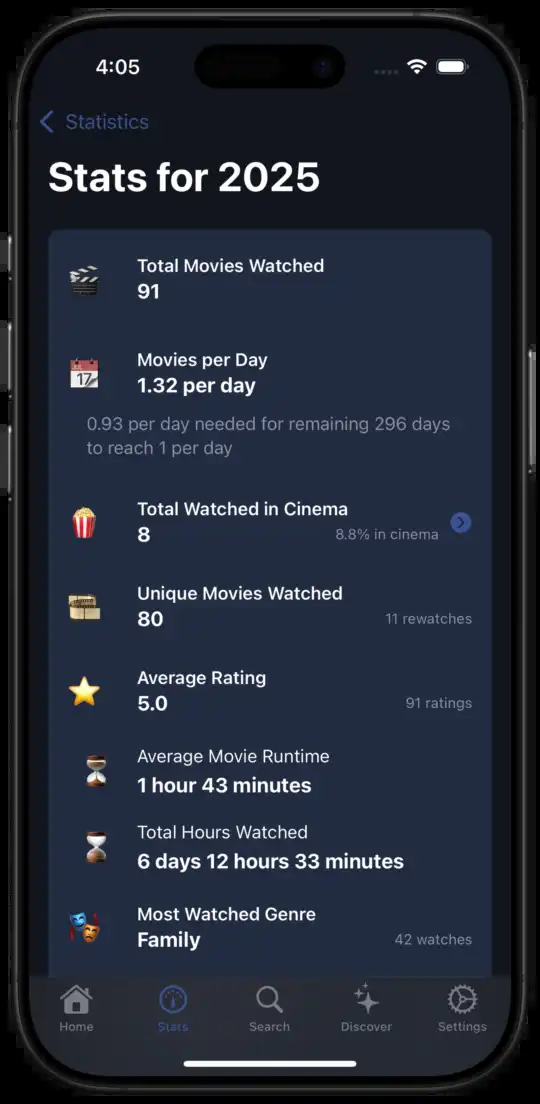 4:05
Statistics
Stats for 2025
Total Movies Watched
91
17
Movies per Day
1.32 per day
0.93 per day needed for remaining 296 days
to reach 1 per day
Total Watched in Cinema
8
8.8% in cinema
Unique Movies Watched
80
11 rewatches
Average Rating
5.0
91 ratings
Average Movie Runtime
1 hour 43 minutes
Total Hours Watched
6 days 12 hours 33 minutes
Most Watched Genre
Family
42 watches
Home
Stats
Search
Discover
Settings